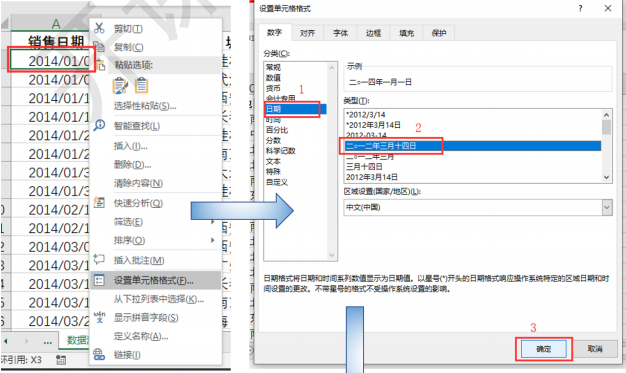 A
销售日期
2014/01/0
2014/01/0
2014/01/1
2014/01/1
2014/01/2
2014/01/2
2014/01/3
2014/01/3
2014/02/1
2014/02/1
2014/03/0
2014/03/1
2014/03/1
2014/03/1
2014/03/2
...
数据
环引用: X3
剪切(T)
复制(C)
粘贴选项:
选择性粘贴(S)...
智能查找(L)
插入(I)...
删除(D)...
清除内容(N)
快速分析(Q)
筛选(E)
排序(O)
插入批注(M)
设置单元格格式(F)...
从下拉列表中选择(K)...
显示拼音字段(S)
定义名称(A)...
链接(I)
设置单元格格式
? ×
数字 对齐 字体 边框 填充 保护
分类(C):
常规
数值
货币
会计专用
日期
时间
百分比
分数
科学记数
文本
特殊
自定义
1
示例
二〇一四年一月一日
类型(T):
*2012/3/14
*2012年3月14日
2012-03-14
二〇一二年三月十四日
二〇一二年三月
三月十四日
2012年3月14日
2
区域设置(国家/地区)(L):
中文(中国)
日期格式将日期和时间系列数值显示为日期值。以星号(*)开头的日期格式响应操作系统特定的区域日期和时
间设置的更改。不带星号的格式不受操作系统设置的影响。
3
确定 取消